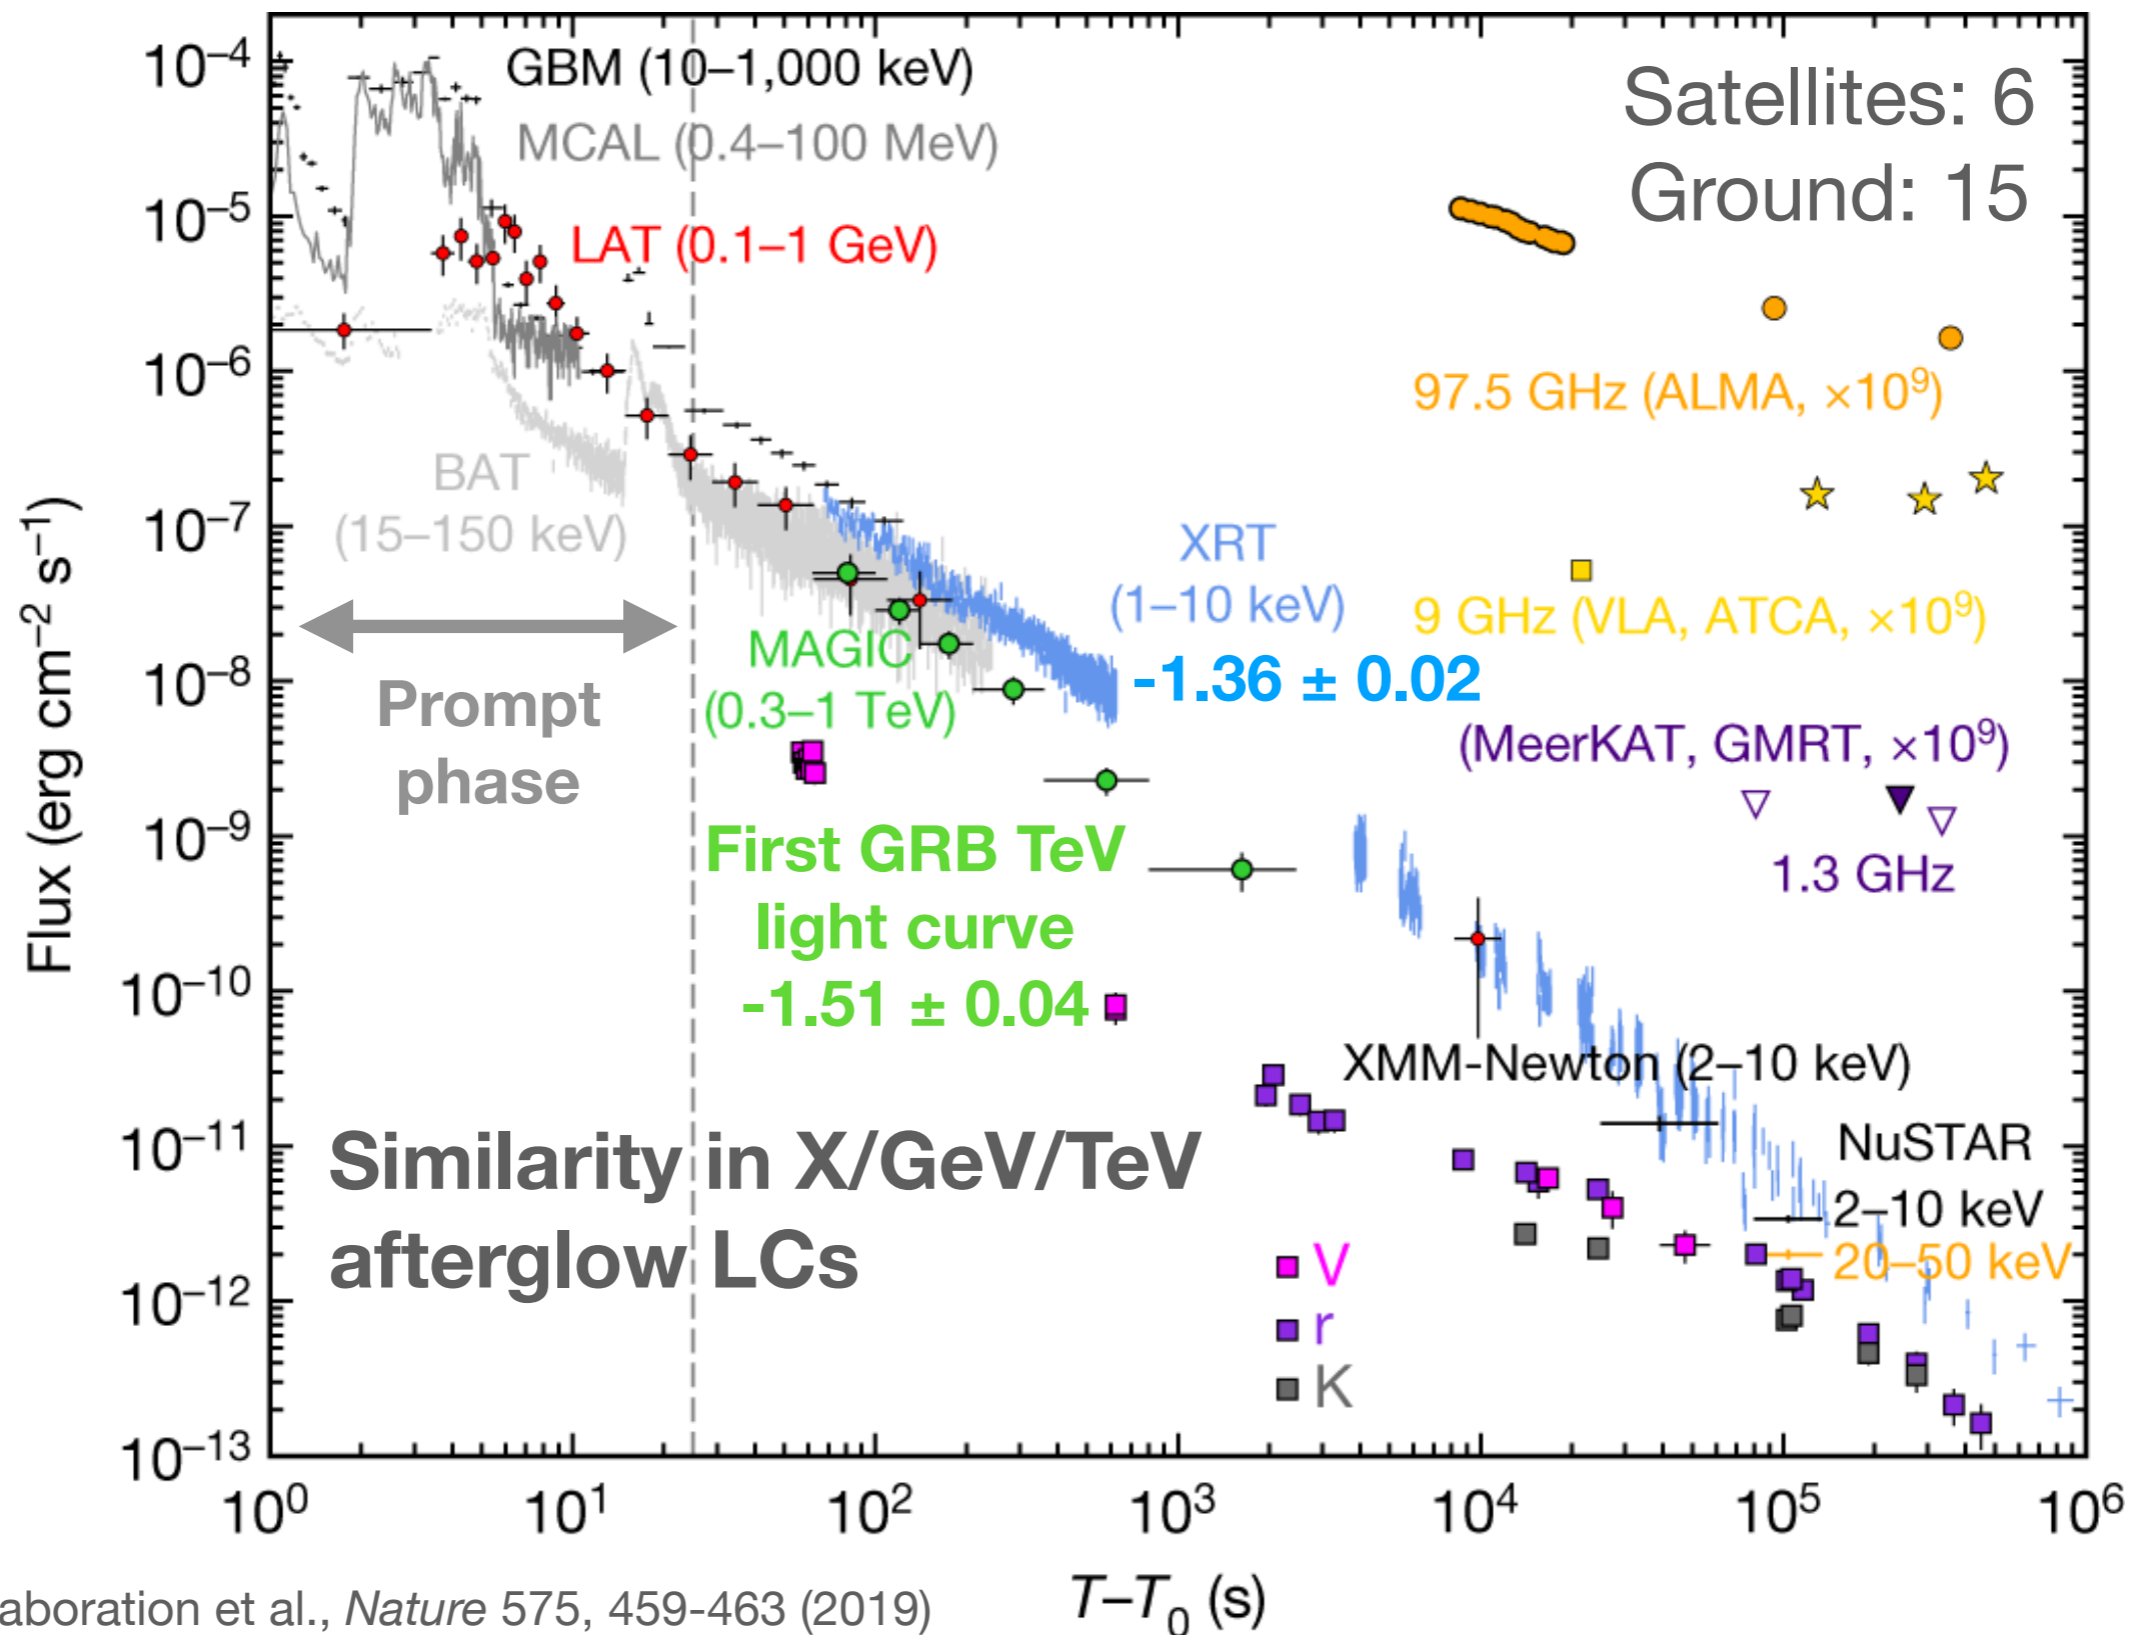 10⁻⁴
10⁻⁵
10⁻⁶
10⁻⁷
10⁻⁸
10⁻⁹
10⁻¹⁰
10⁻¹¹
10⁻¹²
10⁻¹³
Flux (erg cm⁻² s⁻¹)
GBM (10–1,000 keV)
MCAL (0.4–100 MeV)
LAT (0.1–1 GeV)
Satellites: 6
Ground: 15
97.5 GHz (ALMA, ×10⁹)
BAT
(15–150 keV)
XRT
(1–10 keV)
-1.36 ± 0.02
9 GHz (VLA, ATCA, ×10⁹)
MAGIC
(0.3–1 TeV)
Prompt
phase
(MeerKAT, GMRT, ×10⁹)
1.3 GHz
First GRB TeV
light curve
-1.51 ± 0.04
XMM-Newton (2–10 keV)
Similarity in X/GeV/TeV
afterglow LCs
NuSTAR
2–10 keV
20–50 keV
V
r
K
10⁰ 10¹ 10² 10³ 10⁴ 10⁵ 10⁶
T–T₀ (s)
aboration et al., Nature 575, 459-463 (2019)